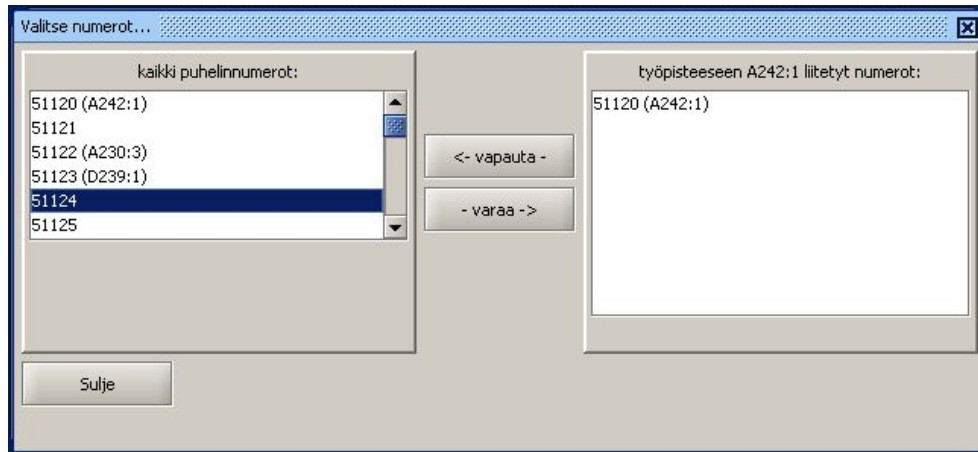 Valitse numerot...
kaikki puhelinnumerot:
51120 (A242:1)
51121
51122 (A230:3)
51123 (D239:1)
51124
51125
<- vapauta -
- varaa ->
työpisteeseen A242:1 liitetyt numerot:
51120 (A242:1)
Sulje